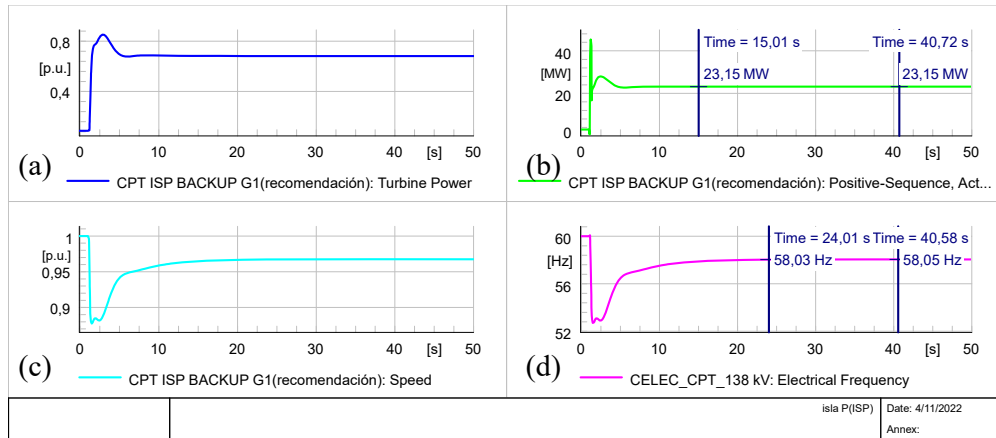 0,8
[p.u.]
0,4
0 10 20 30 40 [s] 50
(a)
CPT ISP BACKUP G1(recomendación): Turbine Power
40
[MW]
20
0
Time = 15,01 s
23,15 MW
Time = 40,72 s
23,15 MW
0 10 20 30 40 [s] 50
(b)
CPT ISP BACKUP G1(recomendación): Positive-Sequence, Act...
1
[p.u.]
0,95
0,9
0 10 20 30 40 [s] 50
(c)
CPT ISP BACKUP G1(recomendación): Speed
60
[Hz]
56
52
Time = 24,01 s
58,03 Hz
Time = 40,58 s
58,05 Hz
0 10 20 30 40 [s] 50
(d)
CELEC_CPT_138 kV: Electrical Frequency
isla P(ISP)
Date: 4/11/2022
Annex: